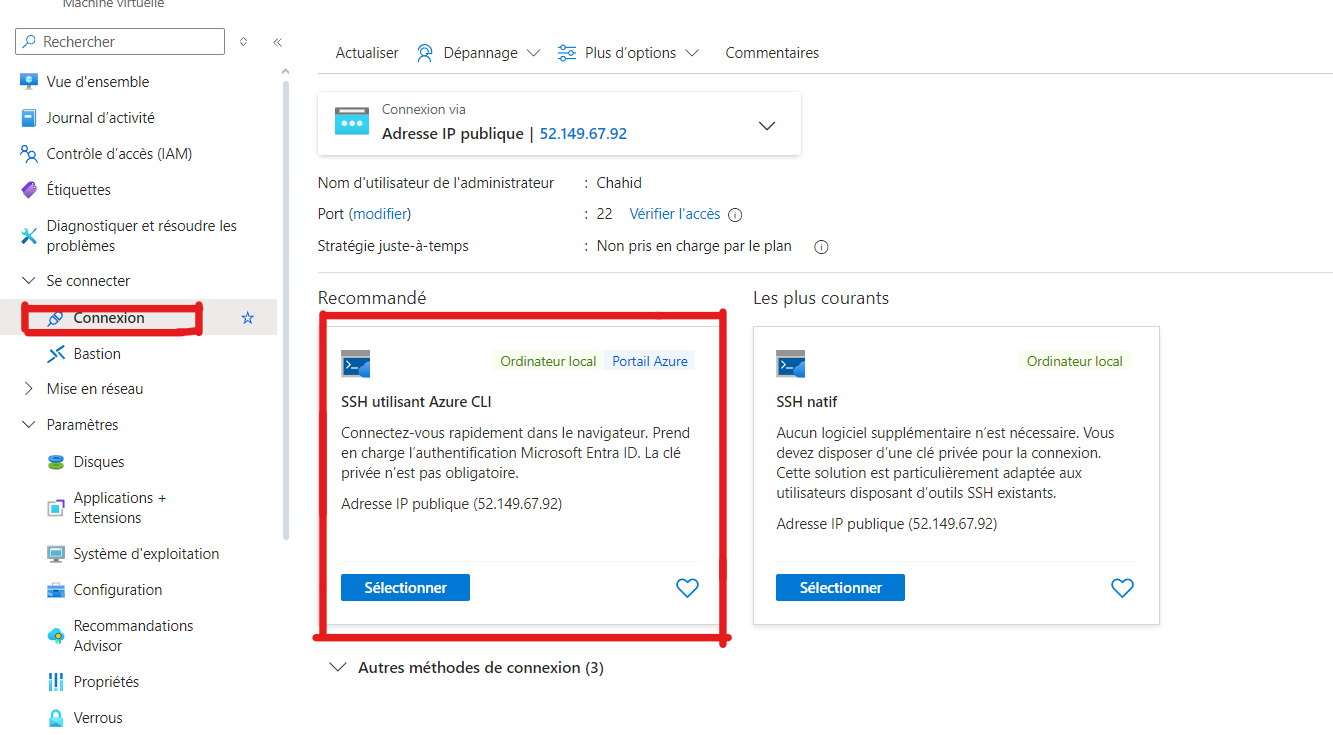 Machine virtuelle
Rechercher
Vue d'ensemble
Journal d’activité
Contrôle d’accès (IAM)
Étiquettes
Diagnostiquer et résoudre les
problèmes
Se connecter
Connexion
Bastion
Mise en réseau
Paramètres
Disques
Applications +
Extensions
Système d'exploitation
Configuration
Recommandations
Advisor
Propriétés
Verrous
Actualiser Dépannage Plus d’options Commentaires
Connexion via
Adresse IP publique | 52.149.67.92
Nom d'utilisateur de l'administrateur : Chahid
Port (modifier) : 22 Vérifier l'accès
Stratégie juste-à-temps : Non pris en charge par le plan
Recommandé
Ordinateur local Portail Azure
SSH utilisant Azure CLI
Connectez-vous rapidement dans le navigateur. Prend
en charge l’authentification Microsoft Entra ID. La clé
privée n’est pas obligatoire.
Adresse IP publique (52.149.67.92)
Sélectionner
Les plus courants
Ordinateur local
SSH natif
Aucun logiciel supplémentaire n’est nécessaire. Vous
devez disposer d’une clé privée pour la connexion.
Cette solution est particulièrement adaptée aux
utilisateurs disposant d’outils SSH existants.
Adresse IP publique (52.149.67.92)
Sélectionner
Autres méthodes de connexion (3)